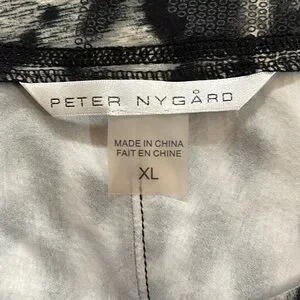 PETER NYGÅRD
MADE IN CHINA
FAIT EN CHINE
XL